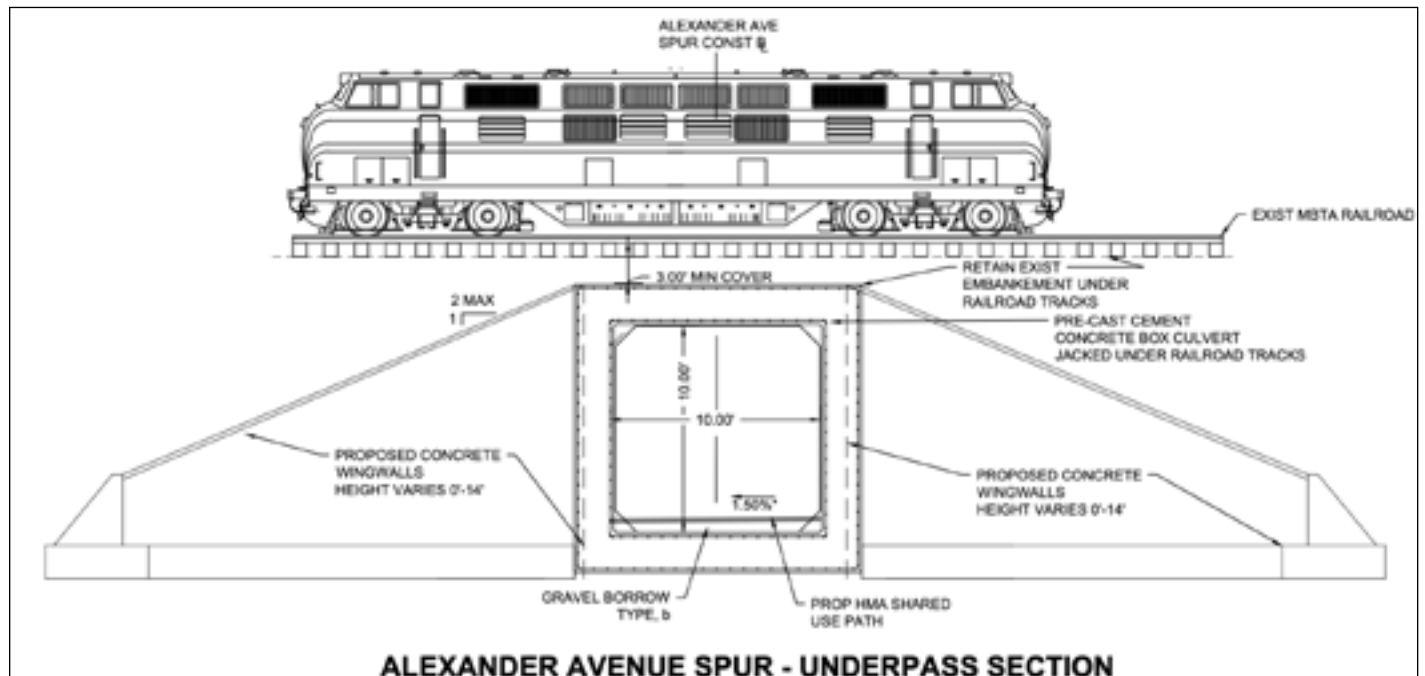 ALEXANDER AVE
SPUR CONST ℄
EXIST MBTA RAILROAD
3.00' MIN COVER
RETAIN EXIST
EMBANKEMENT UNDER
RAILROAD TRACKS
2 MAX
1
PRE-CAST CEMENT
CONCRETE BOX CULVERT
JACKED UNDER RAILROAD TRACKS
10.00'
10.00'
PROPOSED CONCRETE
WINGWALLS
HEIGHT VARIES 0'-14'
PROPOSED CONCRETE
WINGWALLS
HEIGHT VARIES 0'-14'
1.50%*
GRAVEL BORROW
TYPE, b
PROP HMA SHARED
USE PATH
ALEXANDER AVENUE SPUR - UNDERPASS SECTION